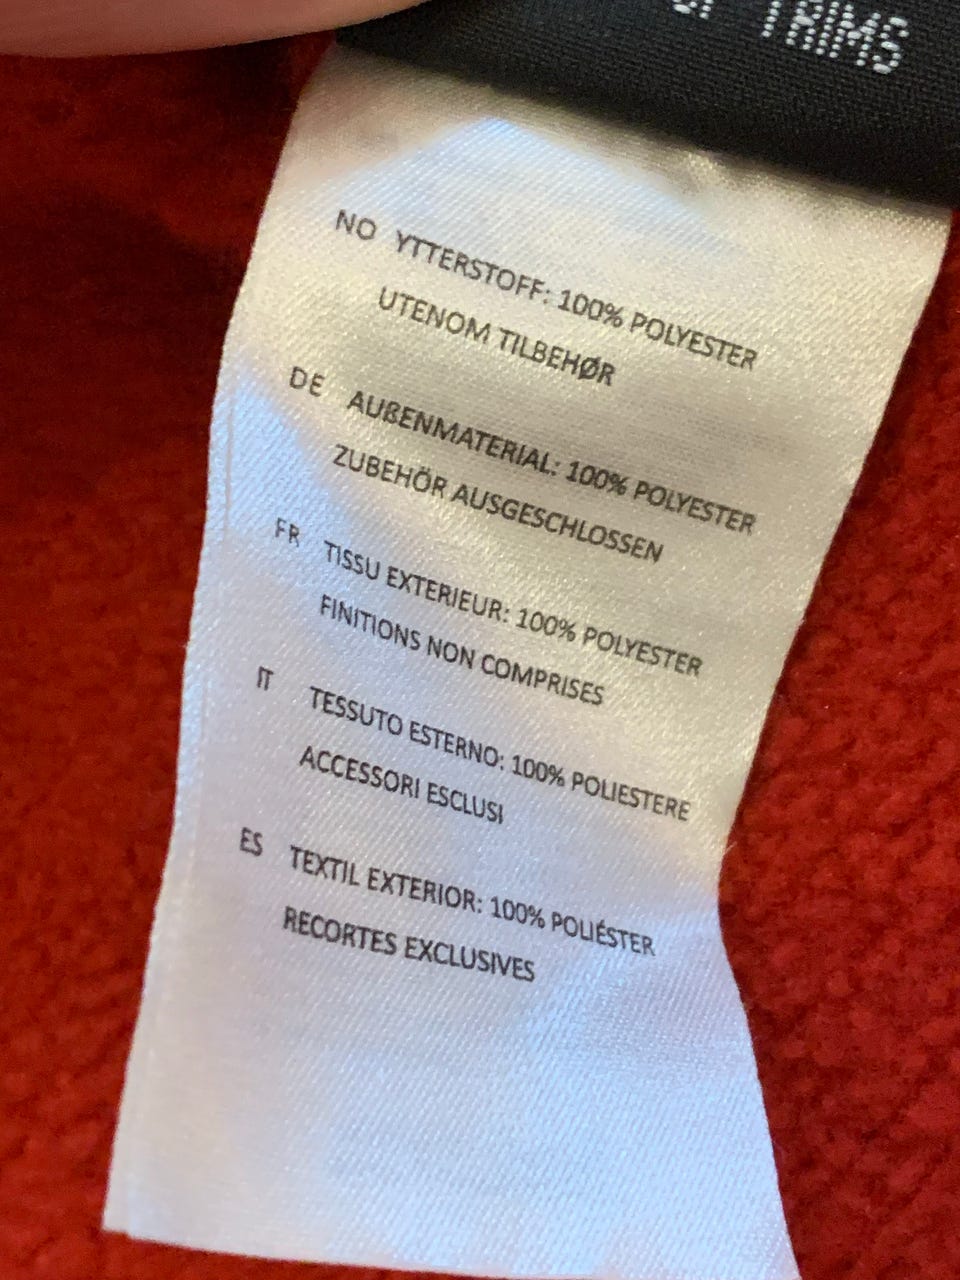 TRIMS
NO YTTERSTOFF: 100% POLYESTER
UTENOM TILBEHØR
DE AUßENMATERIAL: 100% POLYESTER
ZUBEHÖR AUSGESCHLOSSEN
FR TISSU EXTERIEUR: 100% POLYESTER
FINITIONS NON COMPRISES
IT TESSUTO ESTERNO: 100% POLIESTERE
ACCESSORI ESCLUSI
ES TEXTIL EXTERIOR: 100% POLIÉSTER
RECORTES EXCLUSIVES